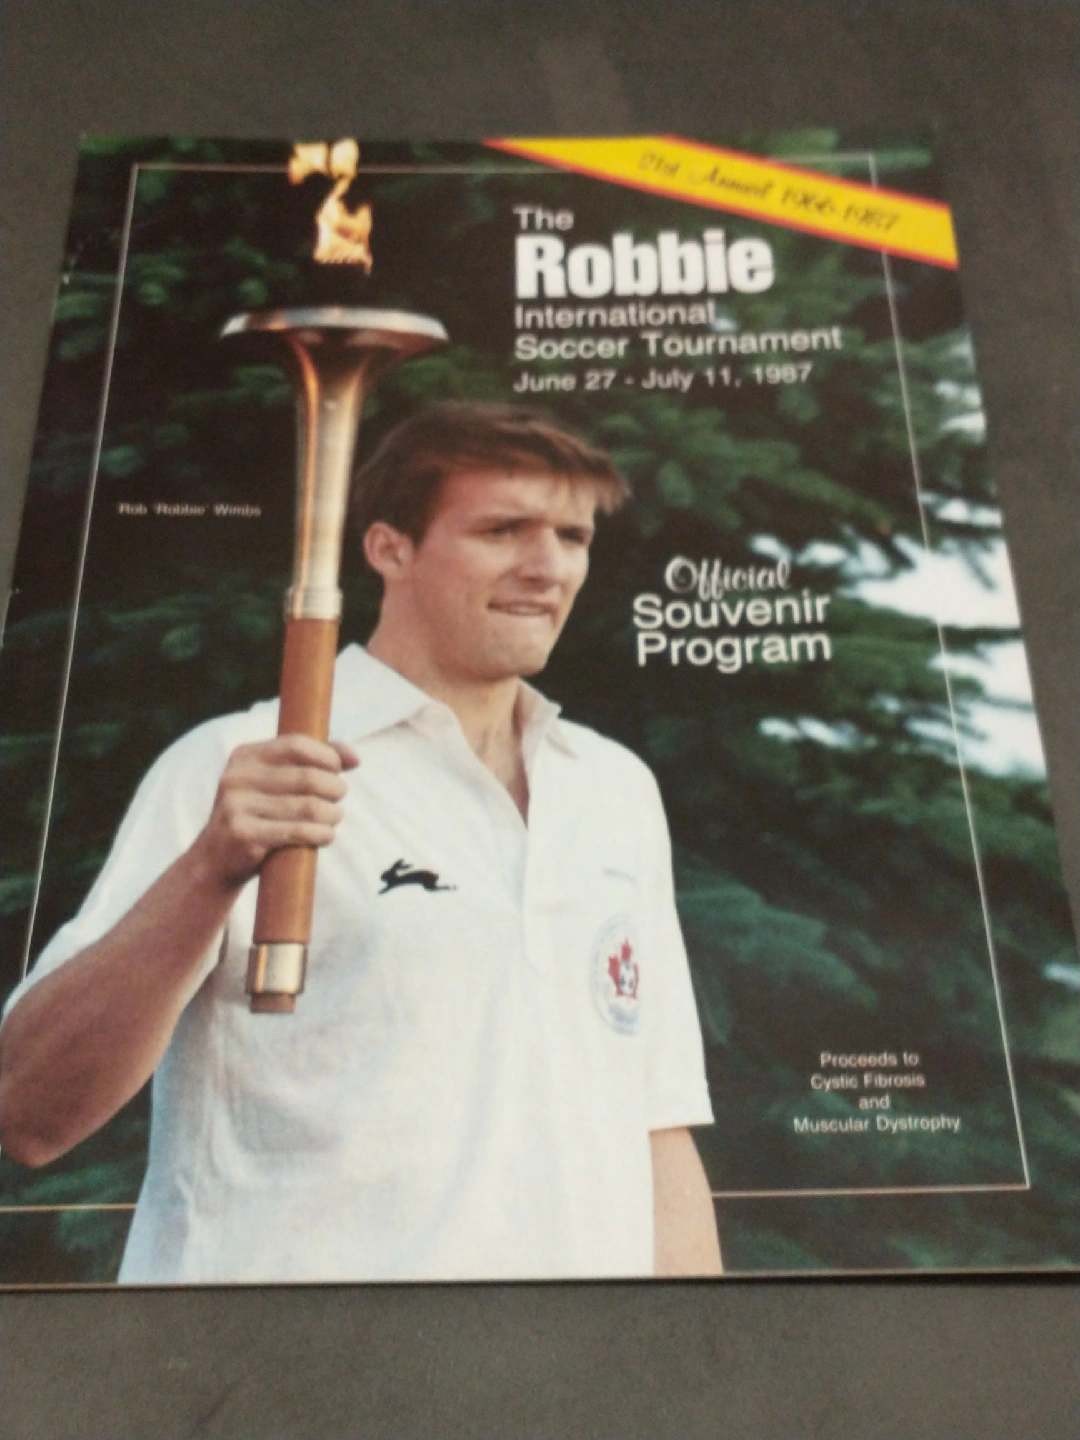 21st Annual 1966-1987
The
Robbie
International
Soccer Tournament
June 27 - July 11, 1987
Rob 'Robbie' Wimbs
Official
Souvenir
Program
Proceeds to
Cystic Fibrosis
and
Muscular Dystrophy